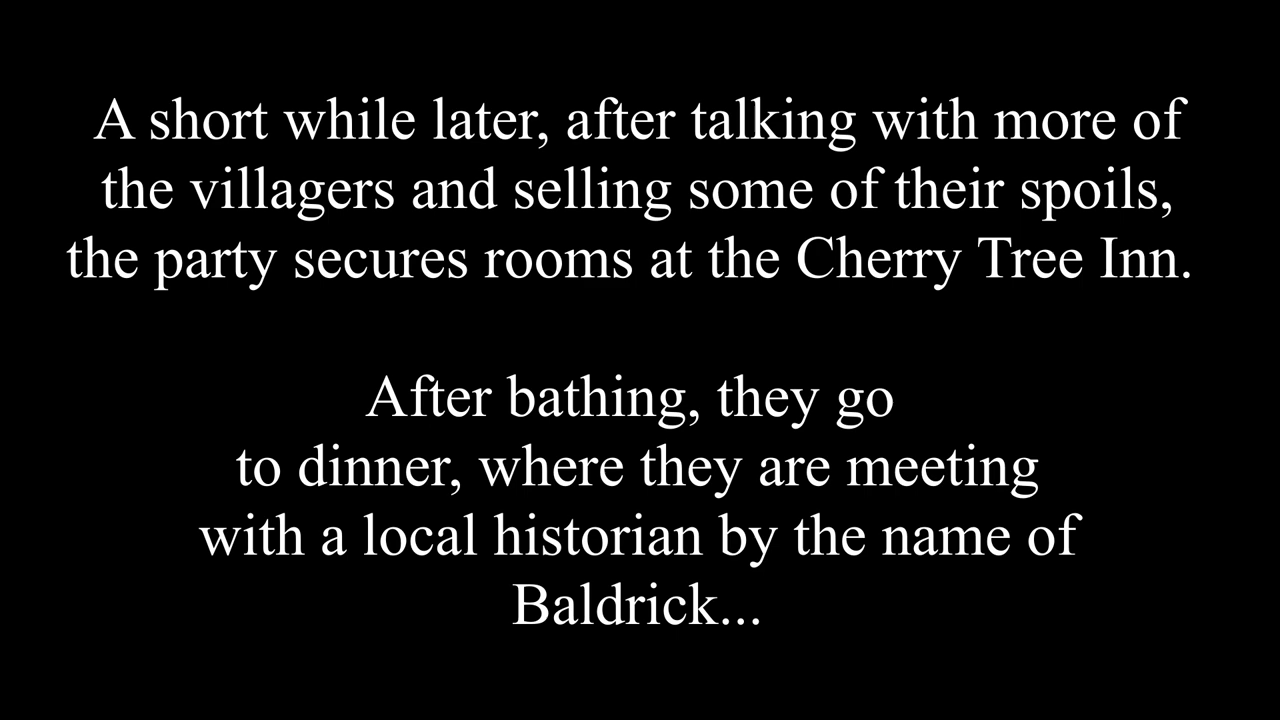 A short while later, after talking with more of
the villagers and selling some of their spoils,
the party secures rooms at the Cherry Tree Inn.
After bathing, they go
to dinner, where they are meeting
with a local historian by the name of
Baldrick...